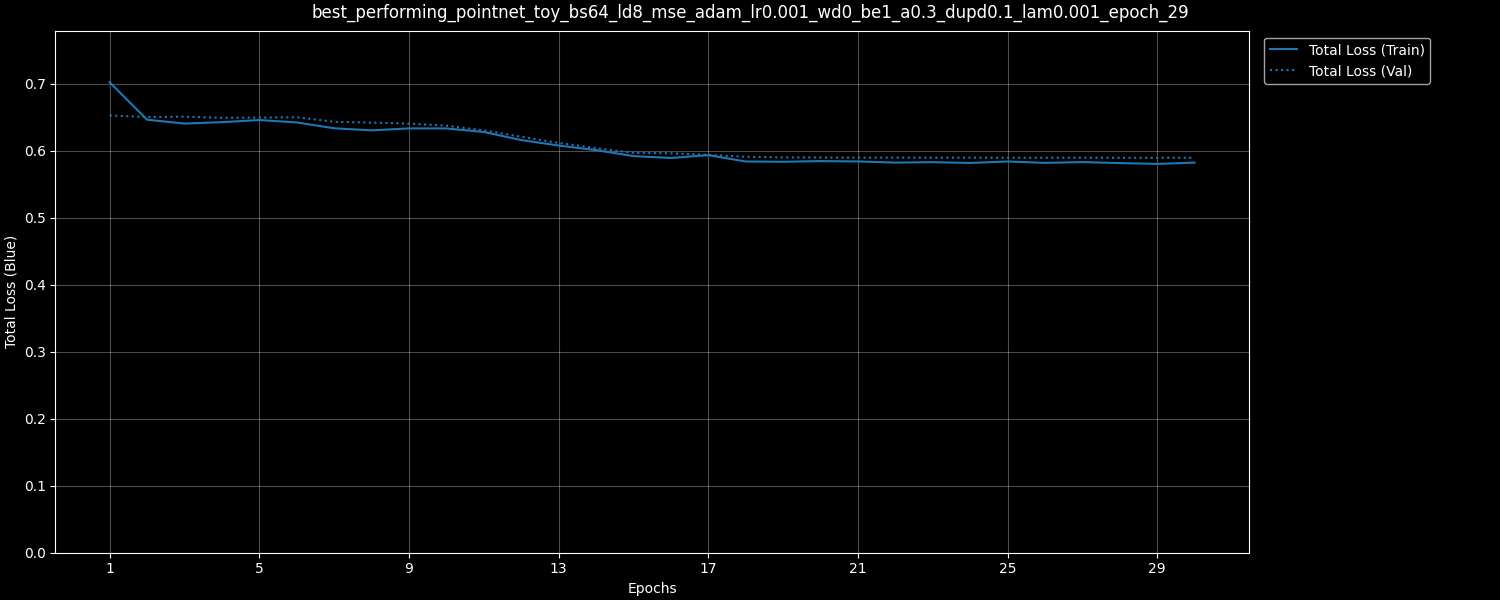 best_performing_pointnet_toy_bs64_ld8_mse_adam_lr0.001_wd0_be1_a0.3_dupd0.1_lam0.001_epoch_29
Total Loss (Train)
Total Loss (Val)
Total Loss (Blue)
0.7
0.6
0.5
0.4
0.3
0.2
0.1
0.0
1 5 9 13 17 21 25 29
Epochs